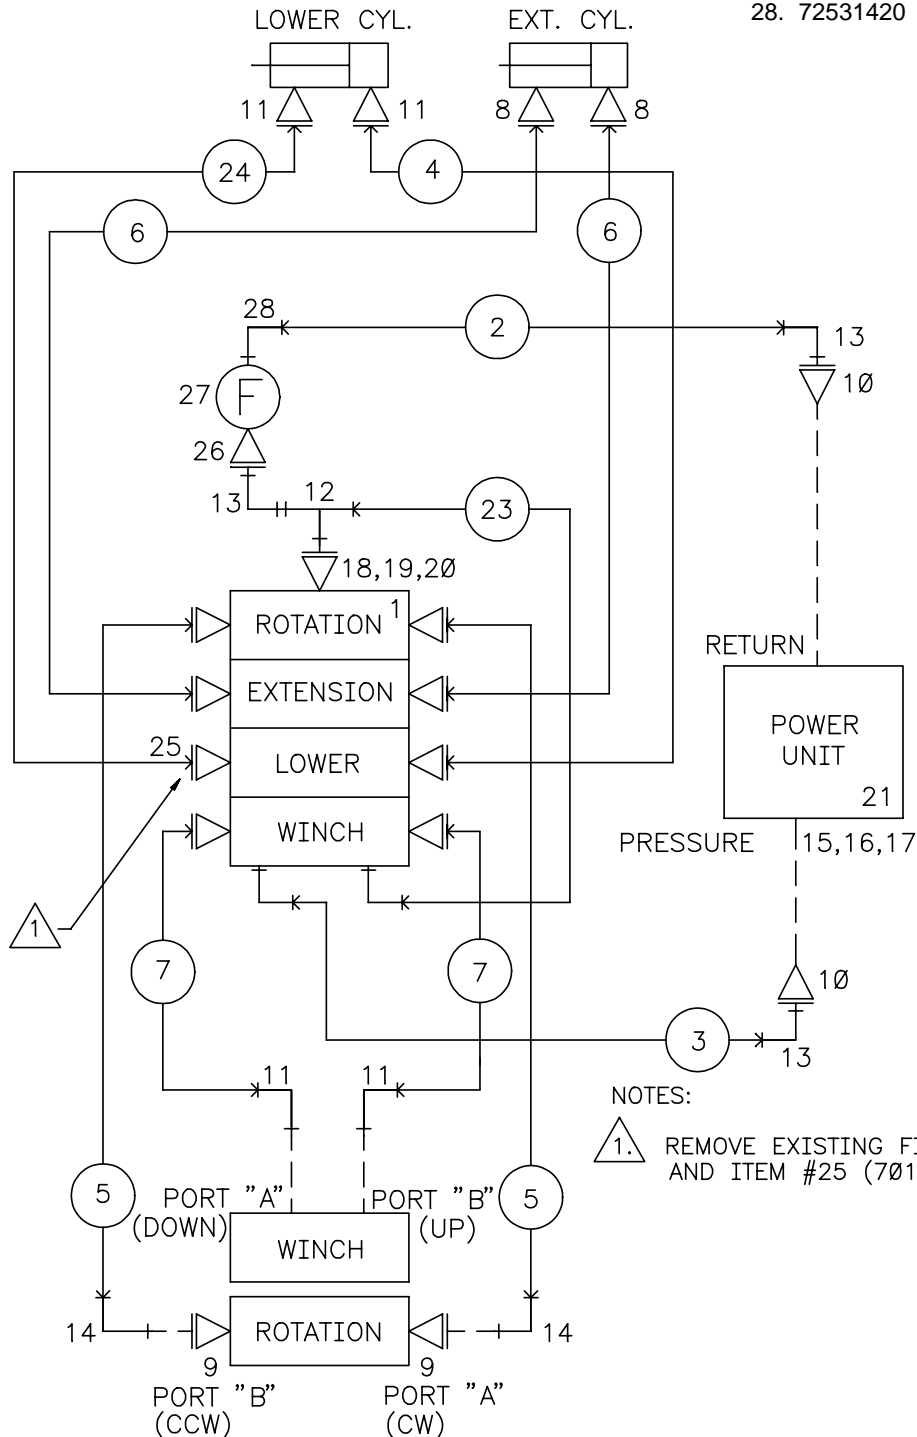 28. 72531420
LOWER CYL.
EXT. CYL.
11
11
8
8
24
4
6
6
28
2
13
27
F
10
26
13
12
23
18,19,20
ROTATION
1
RETURN
EXTENSION
POWER
UNIT
21
25
LOWER
WINCH
PRESSURE
15,16,17
1
7
7
10
3
13
11
11
NOTES:
1.
REMOVE EXISTING
AND ITEM #25 (701
5
5
PORT "A"
(DOWN)
PORT "B"
(UP)
WINCH
14
ROTATION
14
9
9
PORT "B"
(CCW)
PORT "A"
(CW)